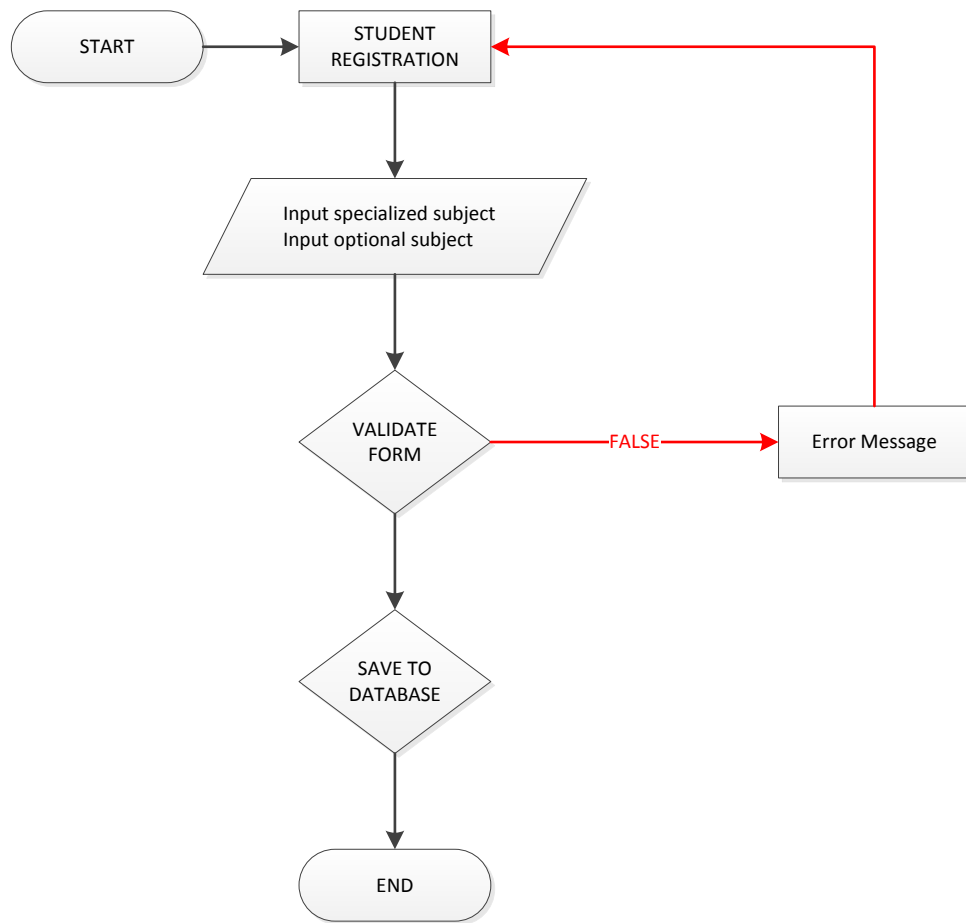 START
STUDENT
REGISTRATION
Input specialized subject
Input optional subject
VALIDATE
FORM
FALSE
Error Message
SAVE TO
DATABASE
END